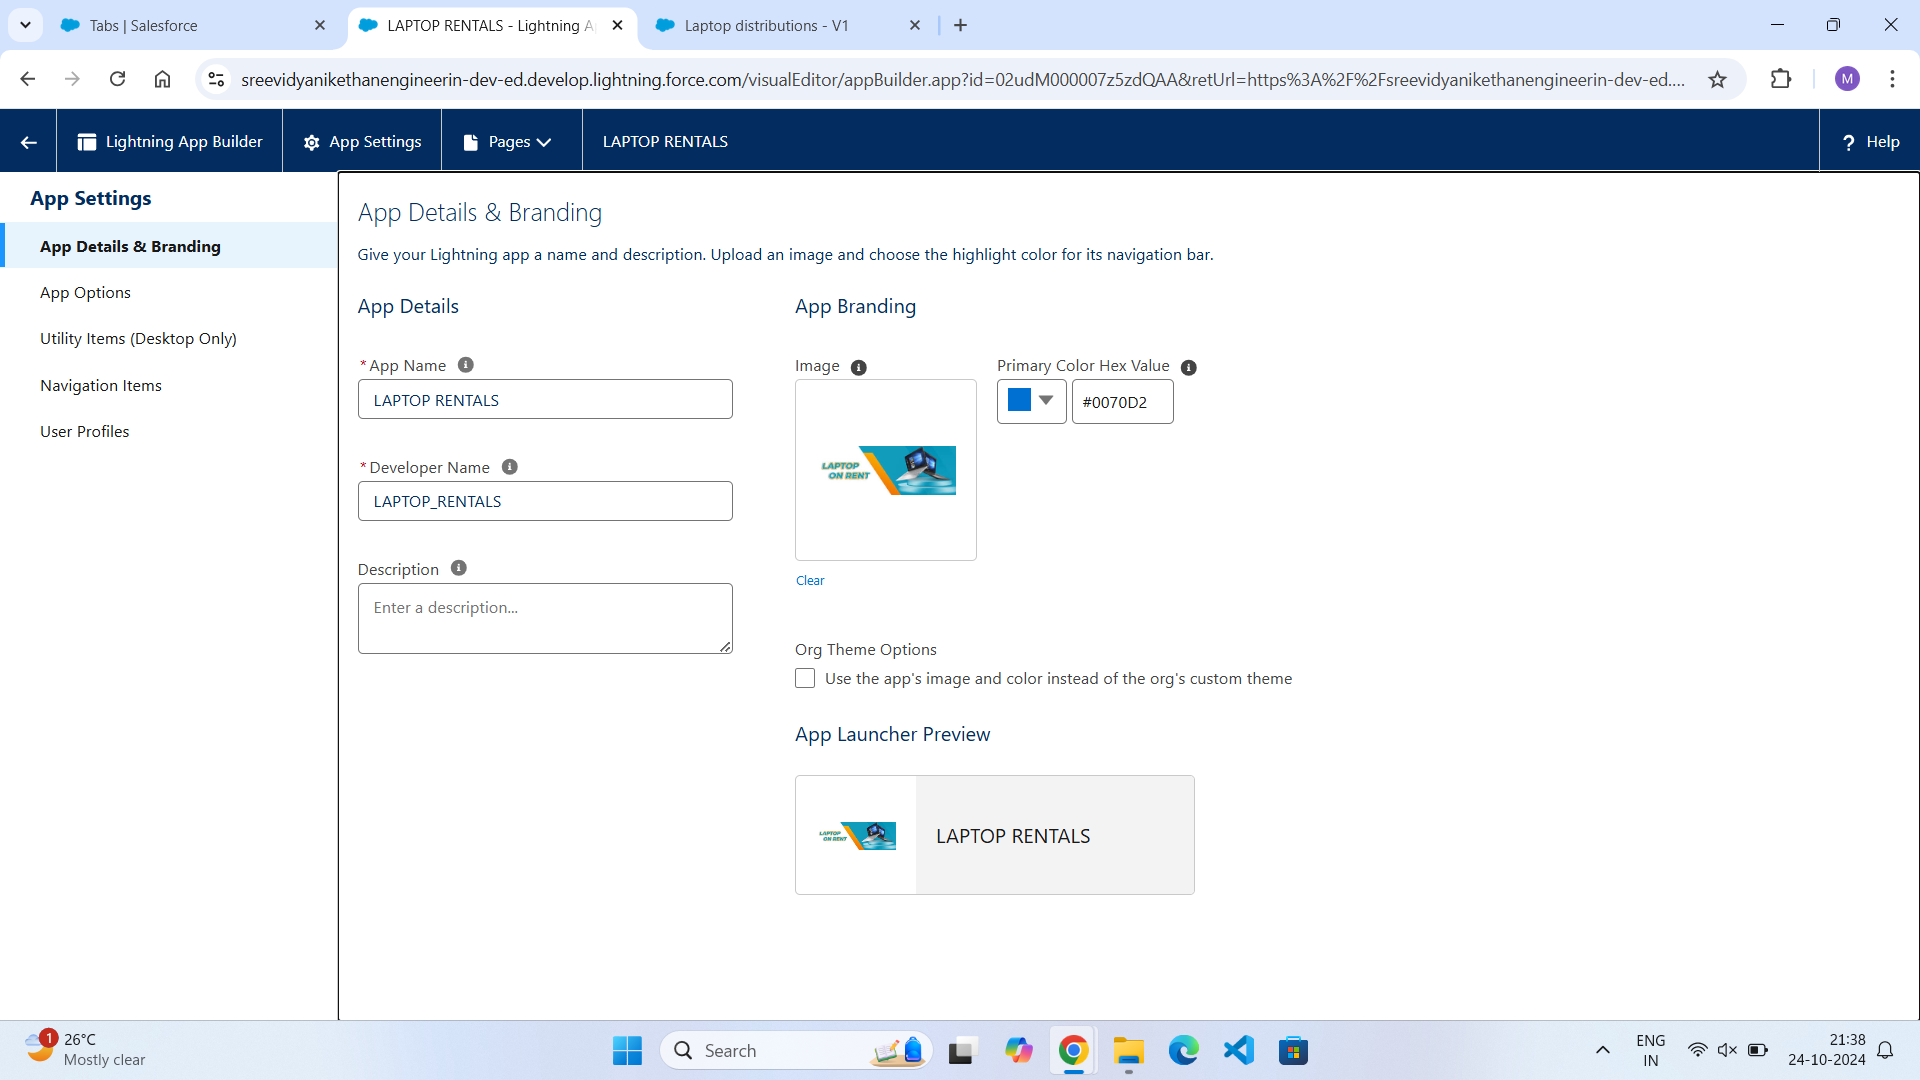 Tabs | Salesforce
LAPTOP RENTALS - Lightning A
Laptop distributions - V1
sreevidyanikethanengineerin-dev-ed.develop.lightning.force.com/visualEditor/appBuilder.app?id=02udM000007z5zdQAA&retUrl=https%3A%2F%2Fsreevidyanikethanengineerin-dev-ed....
M
Lightning App Builder
App Settings
Pages
LAPTOP RENTALS
? Help
App Settings
App Details & Branding
App Options
Utility Items (Desktop Only)
Navigation Items
User Profiles
App Details & Branding
Give your Lightning app a name and description. Upload an image and choose the highlight color for its navigation bar.
App Details
*App Name
LAPTOP RENTALS
*Developer Name
LAPTOP_RENTALS
Description
Enter a description...
App Branding
Image
LAPTOP
ON RENT
Clear
Primary Color Hex Value
#0070D2
Org Theme Options
Use the app's image and color instead of the org's custom theme
App Launcher Preview
LAPTOP
ON RENT
LAPTOP RENTALS
1
26°C
Mostly clear
Search
ENG
IN
21:38
24-10-2024